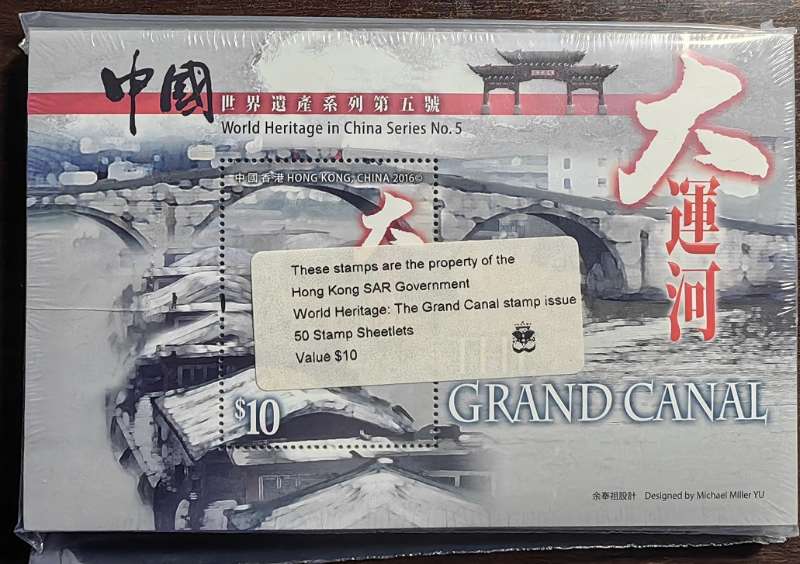 中國
世界遺產系列第五號
World Heritage in China Series No. 5
大運河
中國香港 HONG KONG, CHINA 2016©
大
These stamps are the property of the
Hong Kong SAR Government
World Heritage: The Grand Canal stamp issue
50 Stamp Sheetlets
Value $10
THE
$10
GRAND CANAL
余奉祖設計 Designed by Michael Miller YU